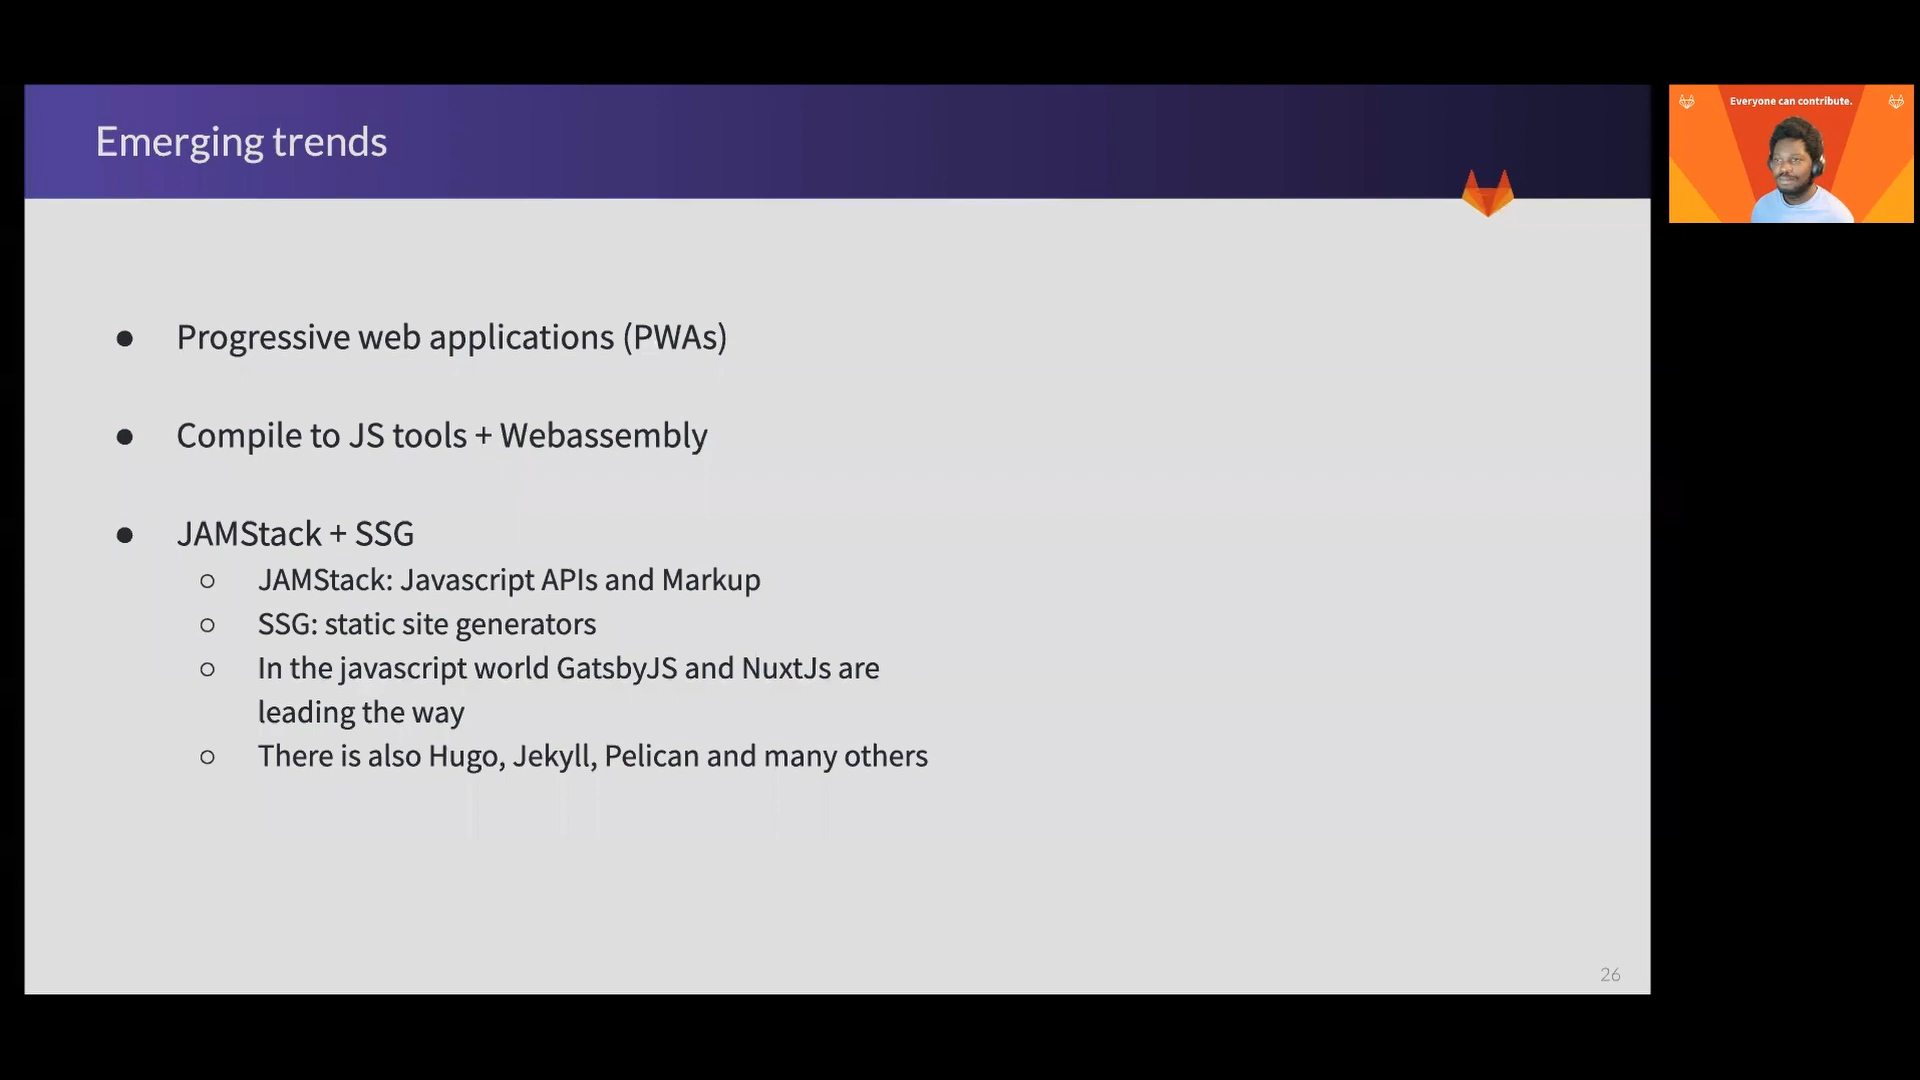 Emerging trends
Everyone can contribute.
● Progressive web applications (PWAs)
● Compile to JS tools + Webassembly
● JAMStack + SSG
○ JAMStack: Javascript APIs and Markup
○ SSG: static site generators
○ In the javascript world GatsbyJS and NuxtJs are
leading the way
○ There is also Hugo, Jekyll, Pelican and many others
26